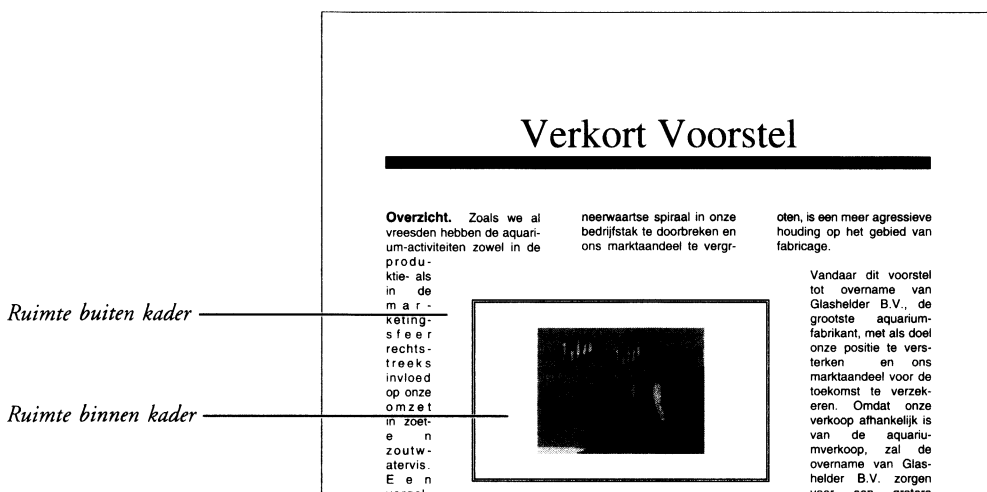 Verkort Voorstel
Overzicht. Zoals we al
vreesden hebben de aquari-
um-activiteiten zowel in de
produ-
ktie- als
in de
mar-
keting-
sfeer
rechts-
treeks
invloed
op onze
omzet
in zoet-
en
zoutw-
atervis.
Een
neerwaartse spiraal in onze
bedrijfstak te doorbreken en
ons marktaandeel te vergr-
oten, is een meer agressieve
houding op het gebied van
fabricage.
Vandaar dit voorstel
tot overname van
Glashelder B.V., de
grootste aquarium-
fabrikant, met als doel
onze positie te vers-
terken en ons
marktaandeel voor de
toekomst te verzek-
eren. Omdat onze
verkoop afhankelijk is
van de aquariu-
mverkoop, zal de
overname van Glas-
helder B.V. zorgen
Ruimte buiten kader
Ruimte binnen kader